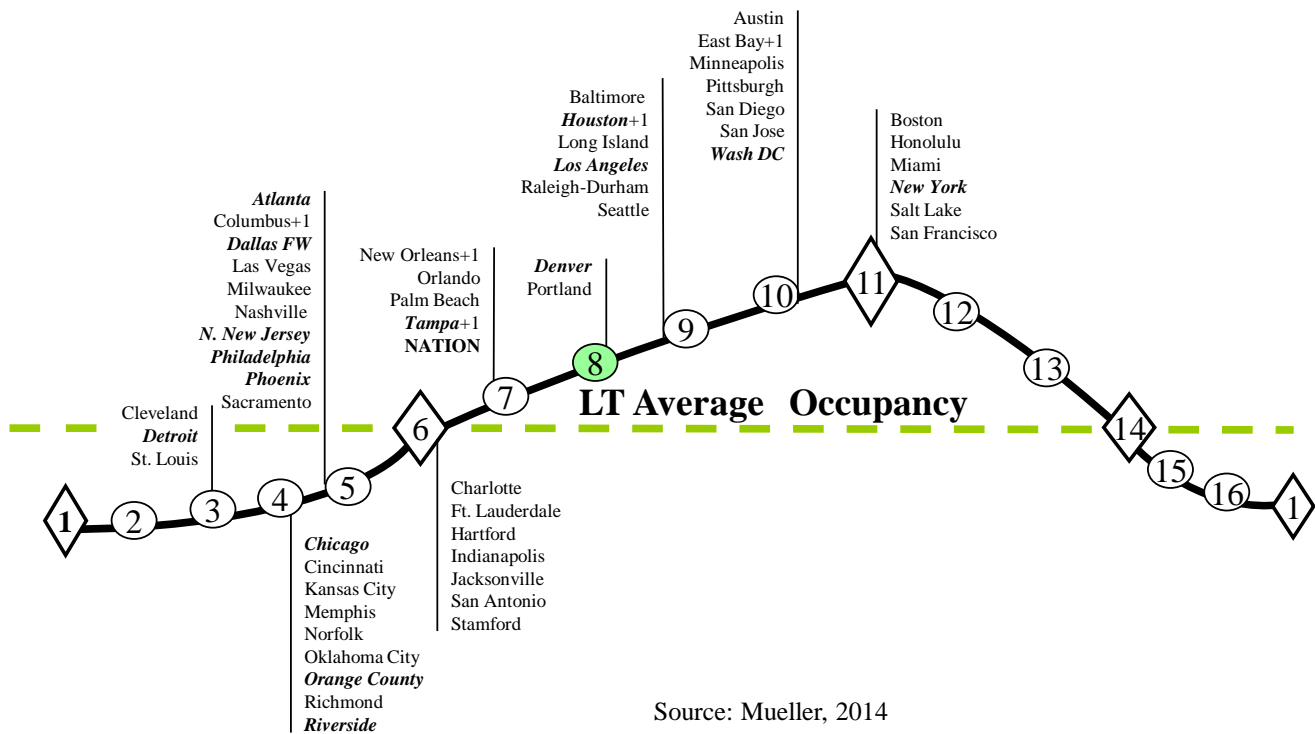 Austin
East Bay+1
Minneapolis
Pittsburgh
San Diego
San Jose
Wash DC
Baltimore
Houston+1
Long Island
Los Angeles
Raleigh-Durham
Seattle
Boston
Honolulu
Miami
New York
Salt Lake
San Francisco
Atlanta
Columbus+1
Dallas FW
Las Vegas
Milwaukee
Nashville
N. New Jersey
Philadelphia
Phoenix
Sacramento
New Orleans+1
Orlando
Palm Beach
Tampa+1
NATION
Denver
Portland
Cleveland
Detroit
St. Louis
LT Average Occupancy
1
2
3
4
5
6
7
8
9
10
11
12
13
14
15
16
1
Chicago
Cincinnati
Kansas City
Memphis
Norfolk
Oklahoma City
Orange County
Richmond
Riverside
Charlotte
Ft. Lauderdale
Hartford
Indianapolis
Jacksonville
San Antonio
Stamford
Source: Mueller, 2014